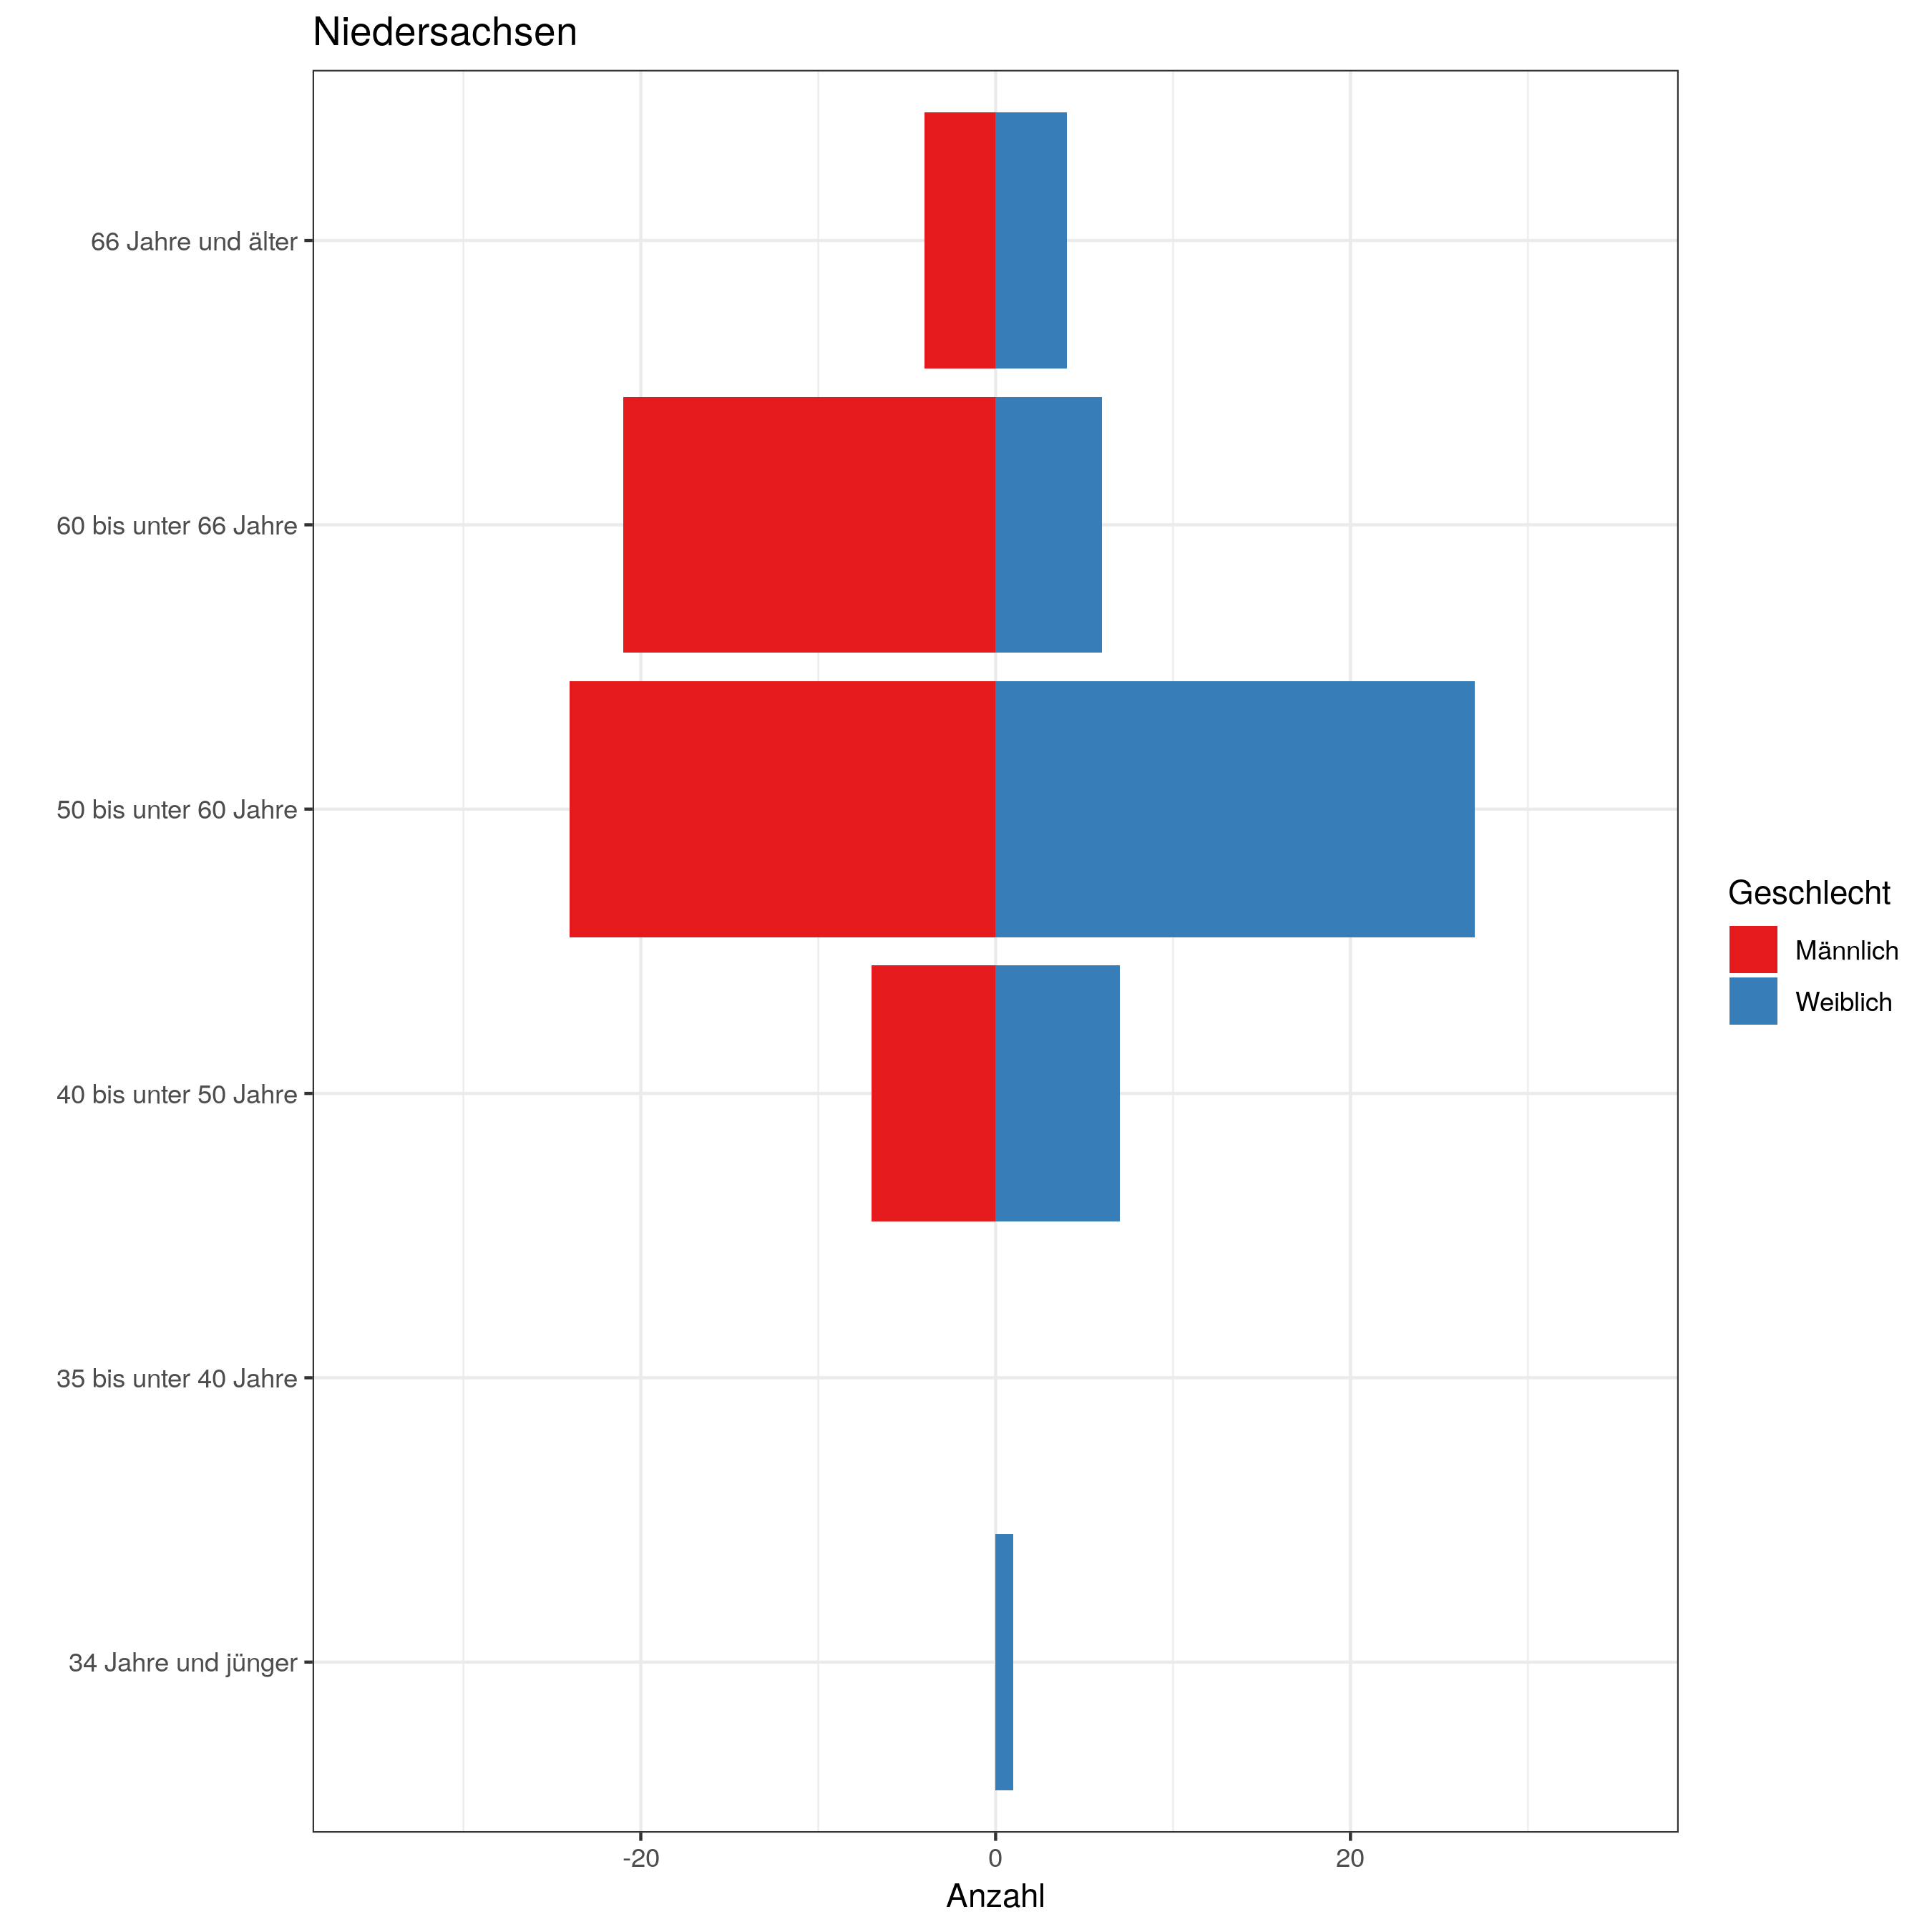 Niedersachsen
66 Jahre und älter
60 bis unter 66 Jahre
50 bis unter 60 Jahre
40 bis unter 50 Jahre
35 bis unter 40 Jahre
34 Jahre und jünger
-20
0
20
Anzahl
Geschlecht
Männlich
Weiblich